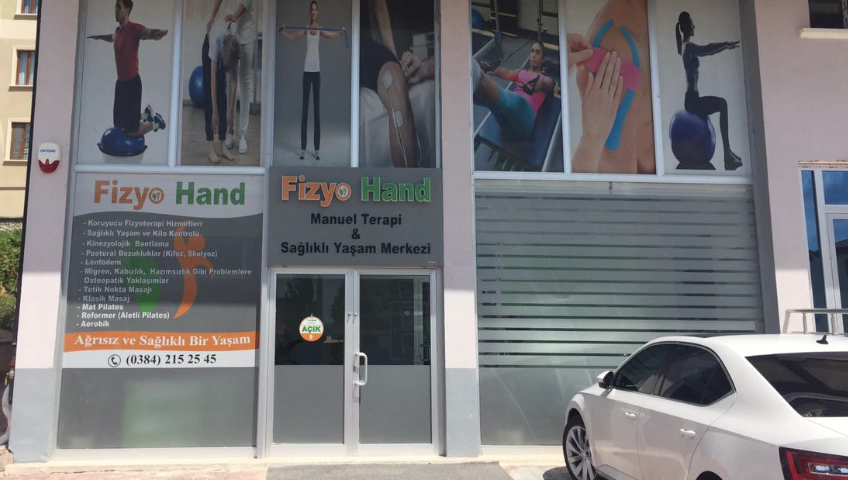 Fizyo Hand
- Koruyucu Fizyoterapi Hizmetleri
- Sağlıklı Yaşam ve Kilo Kontrolü
- Kinezyolojik Bantlama
- Postüral Bozukluklar (Kifoz, Skolyoz)
- Lenfödem
- Migren, Kabızlık, Hazımsızlık Gibi Problemlere
Osteopatik Yaklaşımlar
- Tetik Nokta Masajı
- Klasik Masaj
- Mat Pilates
- Reformer (Aletli Pilates)
- Aerobik
Ağrısız ve Sağlıklı Bir Yaşam
(0384) 215 25 45
Fizyo Hand
Manuel Terapi
&
Sağlıklı Yaşam Merkezi
AÇIK